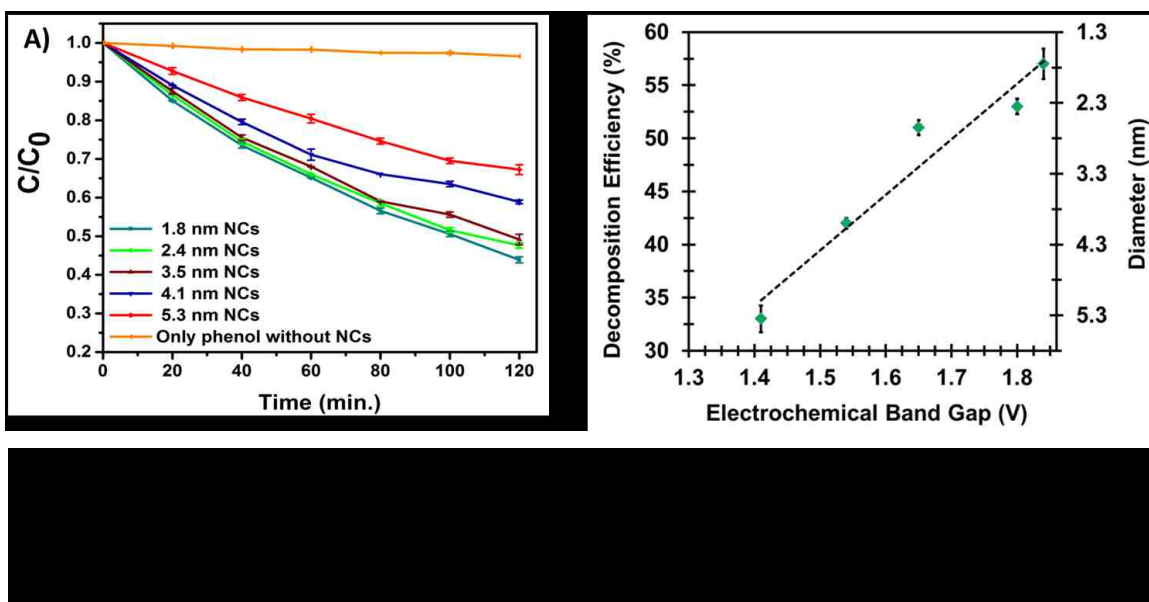 A)
C/C0
1.0
0.9
0.8
0.7
0.6
0.5
0.4
0.3
0.2
1.8 nm NCs
2.4 nm NCs
3.5 nm NCs
4.1 nm NCs
5.3 nm NCs
Only phenol without NCs
0 20 40 60 80 100 120
Time (min.)
Decomposition Efficiency (%)
60
55
50
45
40
35
30
1.3
2.3
3.3
4.3
5.3
Diameter (nm)
1.3 1.4 1.5 1.6 1.7 1.8
Electrochemical Band Gap (V)